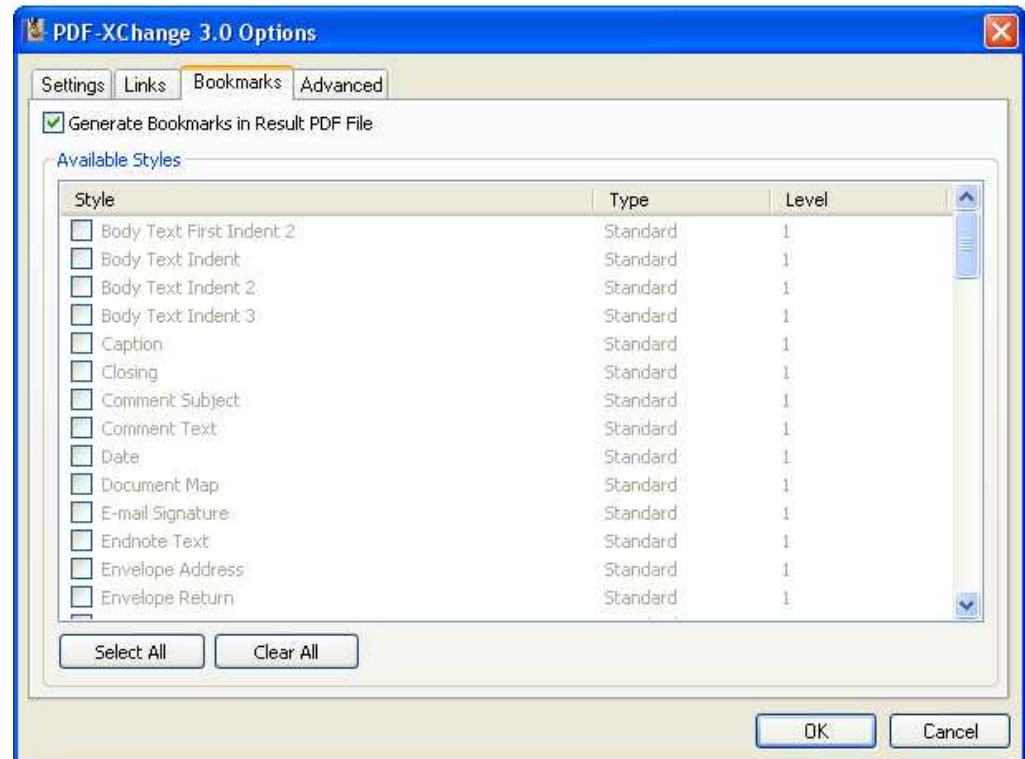 PDF-XChange 3.0 Options
Settings Links Bookmarks Advanced
Generate Bookmarks in Result PDF File
Available Styles
Style Type Level
Body Text First Indent 2 Standard 1
Body Text Indent Standard 1
Body Text Indent 2 Standard 1
Body Text Indent 3 Standard 1
Caption Standard 1
Closing Standard 1
Comment Subject Standard 1
Comment Text Standard 1
Date Standard 1
Document Map Standard 1
E-mail Signature Standard 1
Endnote Text Standard 1
Envelope Address Standard 1
Envelope Return Standard 1
Select All Clear All
OK Cancel